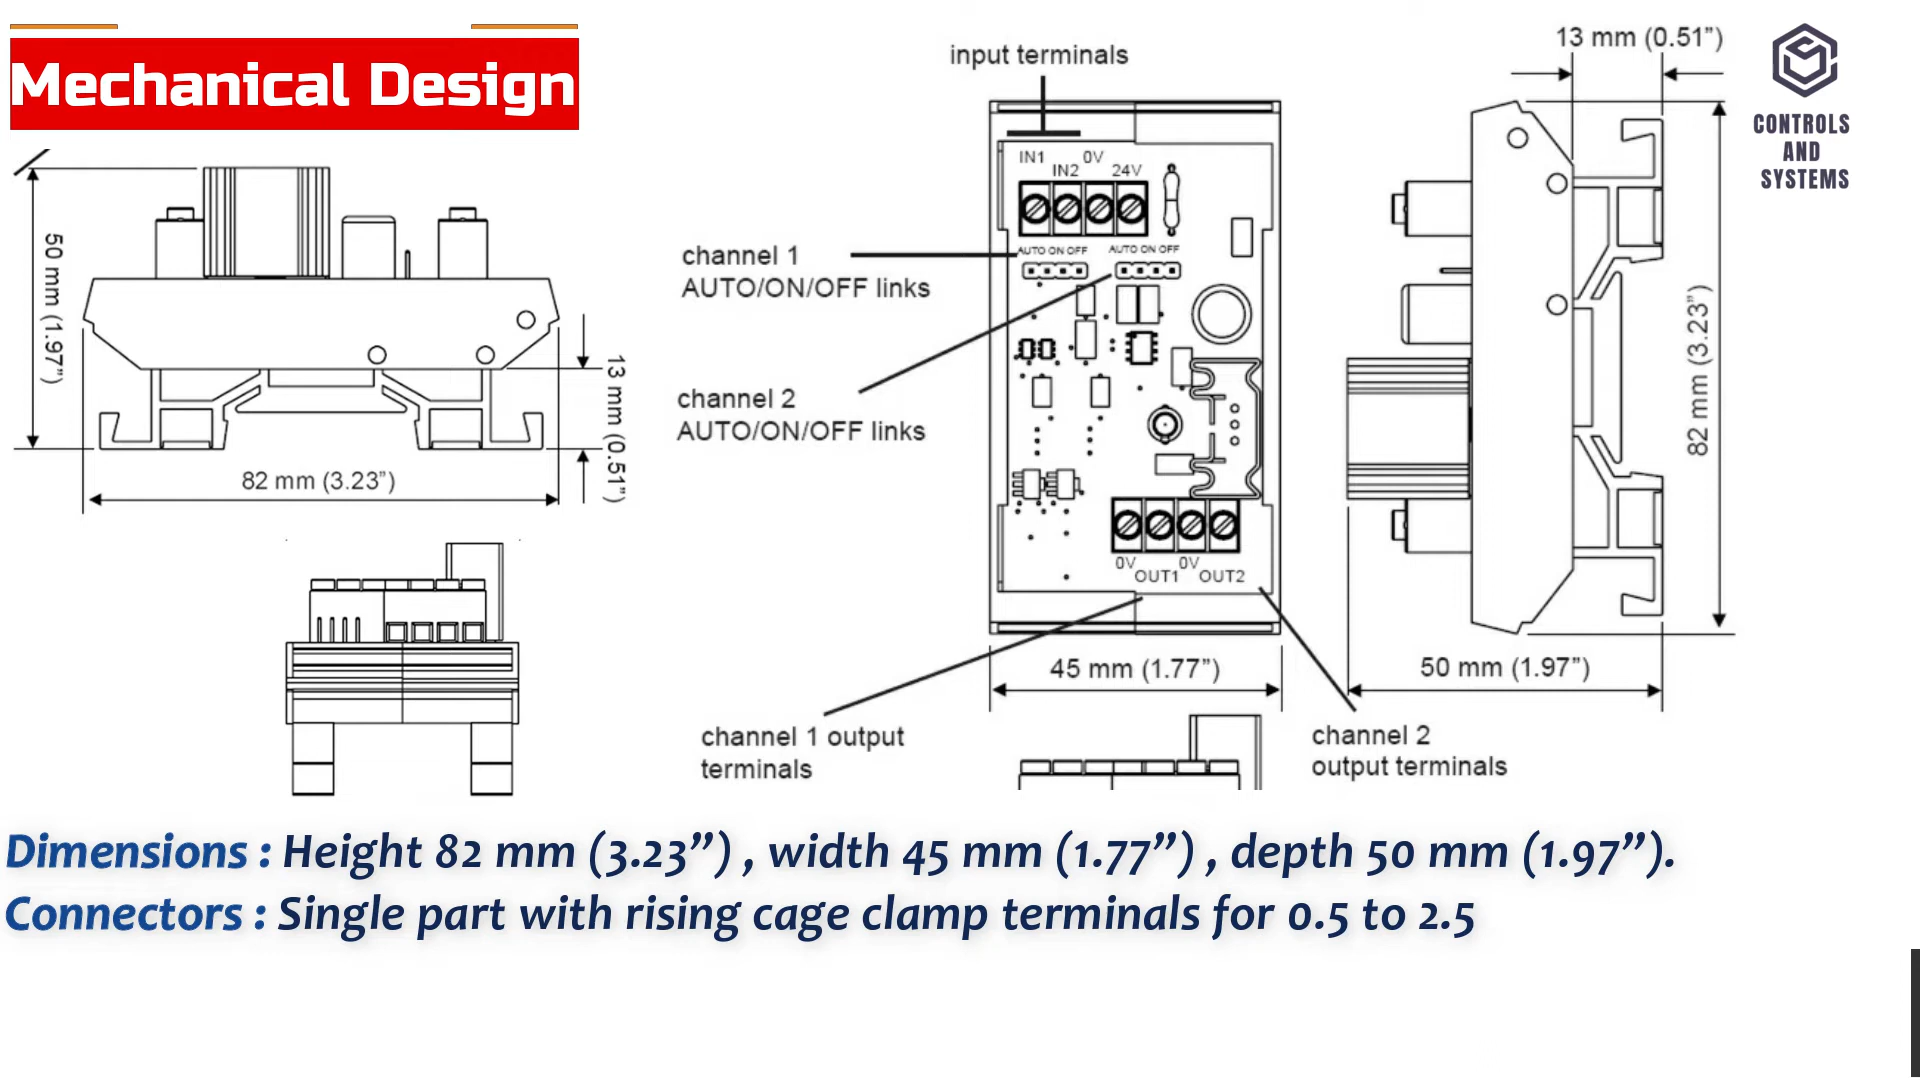 Mechanical Design
50 mm (1.97”)
13 mm (0.51”)
82 mm (3.23”)
input terminals
IN1
0V
IN2
24V
AUTO ON OFF
AUTO ON OFF
channel 1
AUTO/ON/OFF links
channel 2
AUTO/ON/OFF links
0V
0V
OUT1
OUT2
45 mm (1.77”)
channel 1 output
terminals
channel 2
output terminals
13 mm (0.51”)
82 mm (3.23”)
50 mm (1.97”)
CONTROLS
AND
SYSTEMS
Dimensions : Height 82 mm (3.23”) , width 45 mm (1.77”) , depth 50 mm (1.97”).
Connectors : Single part with rising cage clamp terminals for 0.5 to 2.5